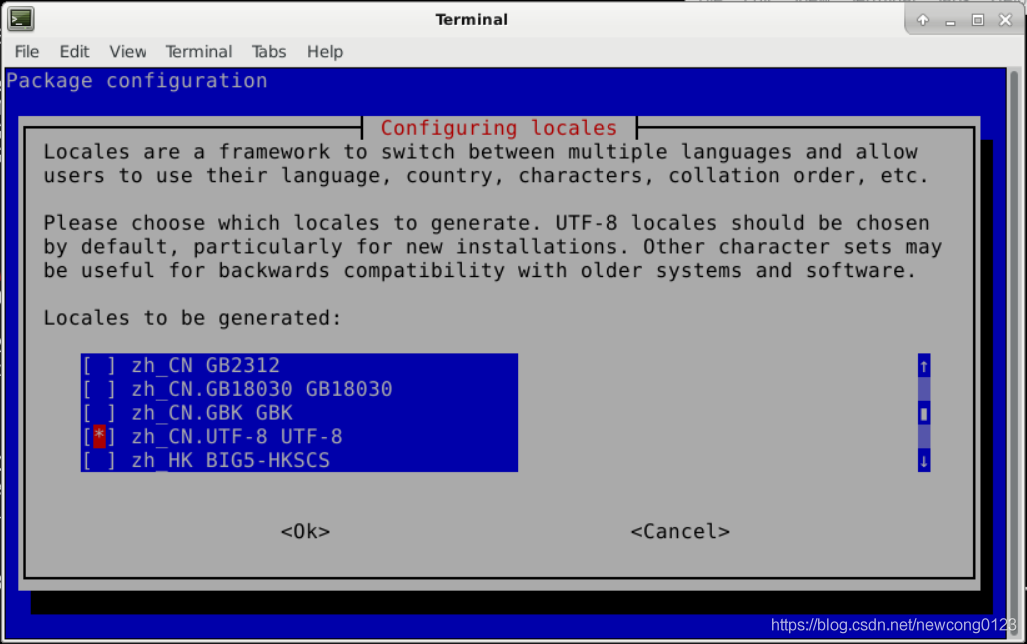 Terminal
File Edit View Terminal Tabs Help
Package configuration
Configuring locales
Locales are a framework to switch between multiple languages and allow
users to use their language, country, characters, collation order, etc.
Please choose which locales to generate. UTF-8 locales should be chosen
by default, particularly for new installations. Other character sets may
be useful for backwards compatibility with older systems and software.
Locales to be generated:
[ ] zh_CN GB2312
[ ] zh_CN.GB18030 GB18030
[ ] zh_CN.GBK GBK
[*] zh_CN.UTF-8 UTF-8
[ ] zh_HK BIG5-HKSCS
<Ok> <Cancel>
https://blog.csdn.net/newcong0123